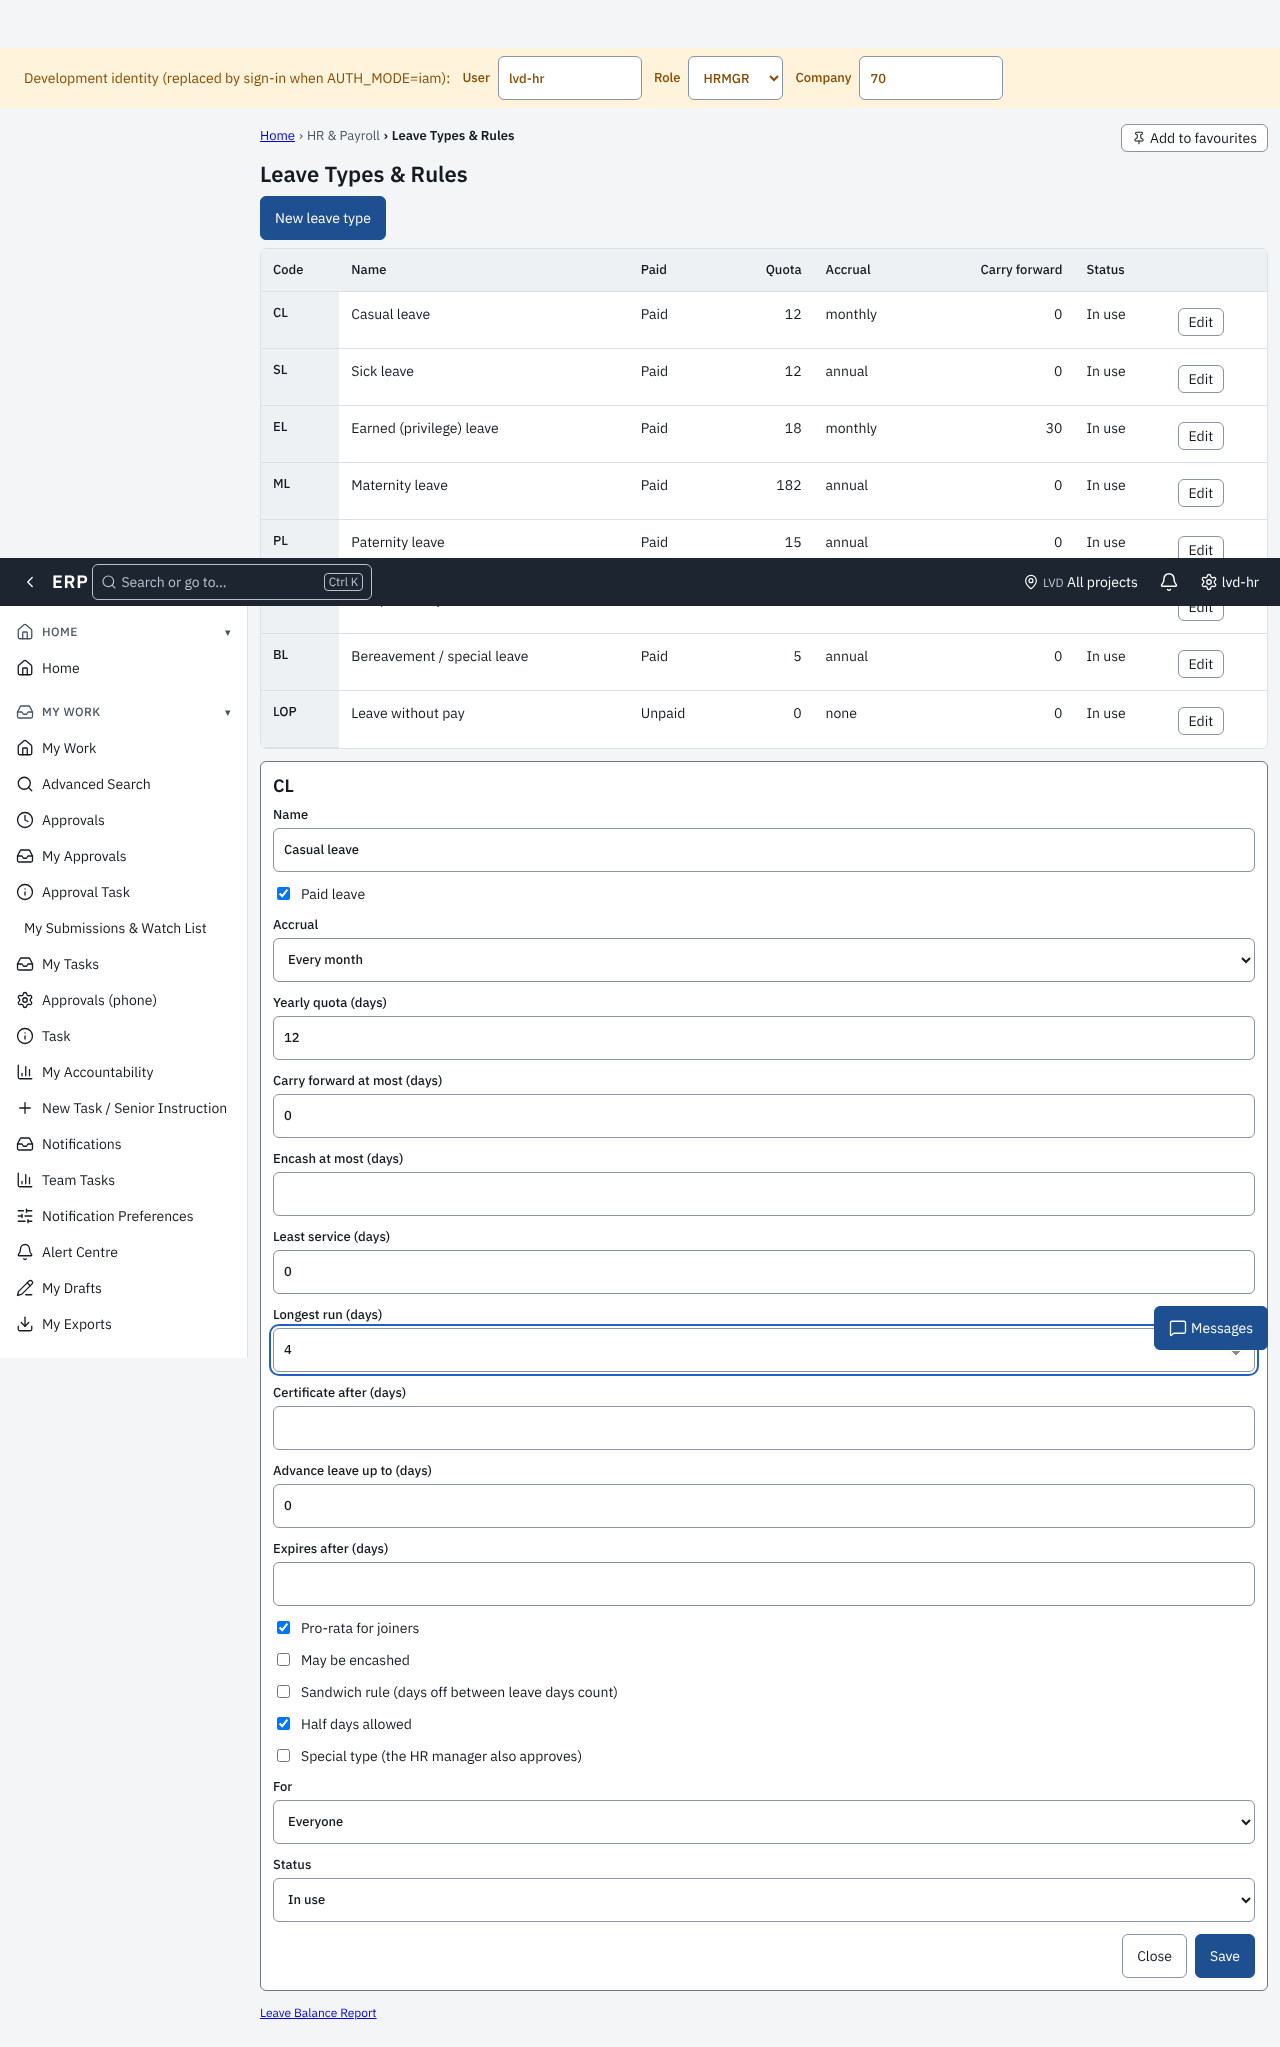 Development identity (replaced by sign-in when AUTH_MODE=iam): User lvd-hr Role HRMGR Company 70
Home › HR & Payroll › Leave Types & Rules
Add to favourites
Leave Types & Rules
New leave type
Code Name Paid Quota Accrual Carry forward Status
CL Casual leave Paid 12 monthly 0 In use Edit
SL Sick leave Paid 12 annual 0 In use Edit
EL Earned (privilege) leave Paid 18 monthly 30 In use Edit
ML Maternity leave Paid 182 annual 0 In use Edit
PL Paternity leave Paid 15 annual 0 In use Edit
ERP Search or go to... Ctrl K LVD All projects lvd-hr
Edit
BL Bereavement / special leave Paid 5 annual 0 In use Edit
LOP Leave without pay Unpaid 0 none 0 In use Edit
HOME
Home
MY WORK
My Work
Advanced Search
Approvals
My Approvals
Approval Task
My Submissions & Watch List
My Tasks
Approvals (phone)
Task
My Accountability
New Task / Senior Instruction
Notifications
Team Tasks
Notification Preferences
Alert Centre
My Drafts
My Exports
CL
Name
Casual leave
Paid leave
Accrual
Every month
Yearly quota (days)
12
Carry forward at most (days)
0
Encash at most (days)
Least service (days)
0
Longest run (days)
4
Messages
Certificate after (days)
Advance leave up to (days)
0
Expires after (days)
Pro-rata for joiners
May be encashed
Sandwich rule (days off between leave days count)
Half days allowed
Special type (the HR manager also approves)
For
Everyone
Status
In use
Close Save
Leave Balance Report